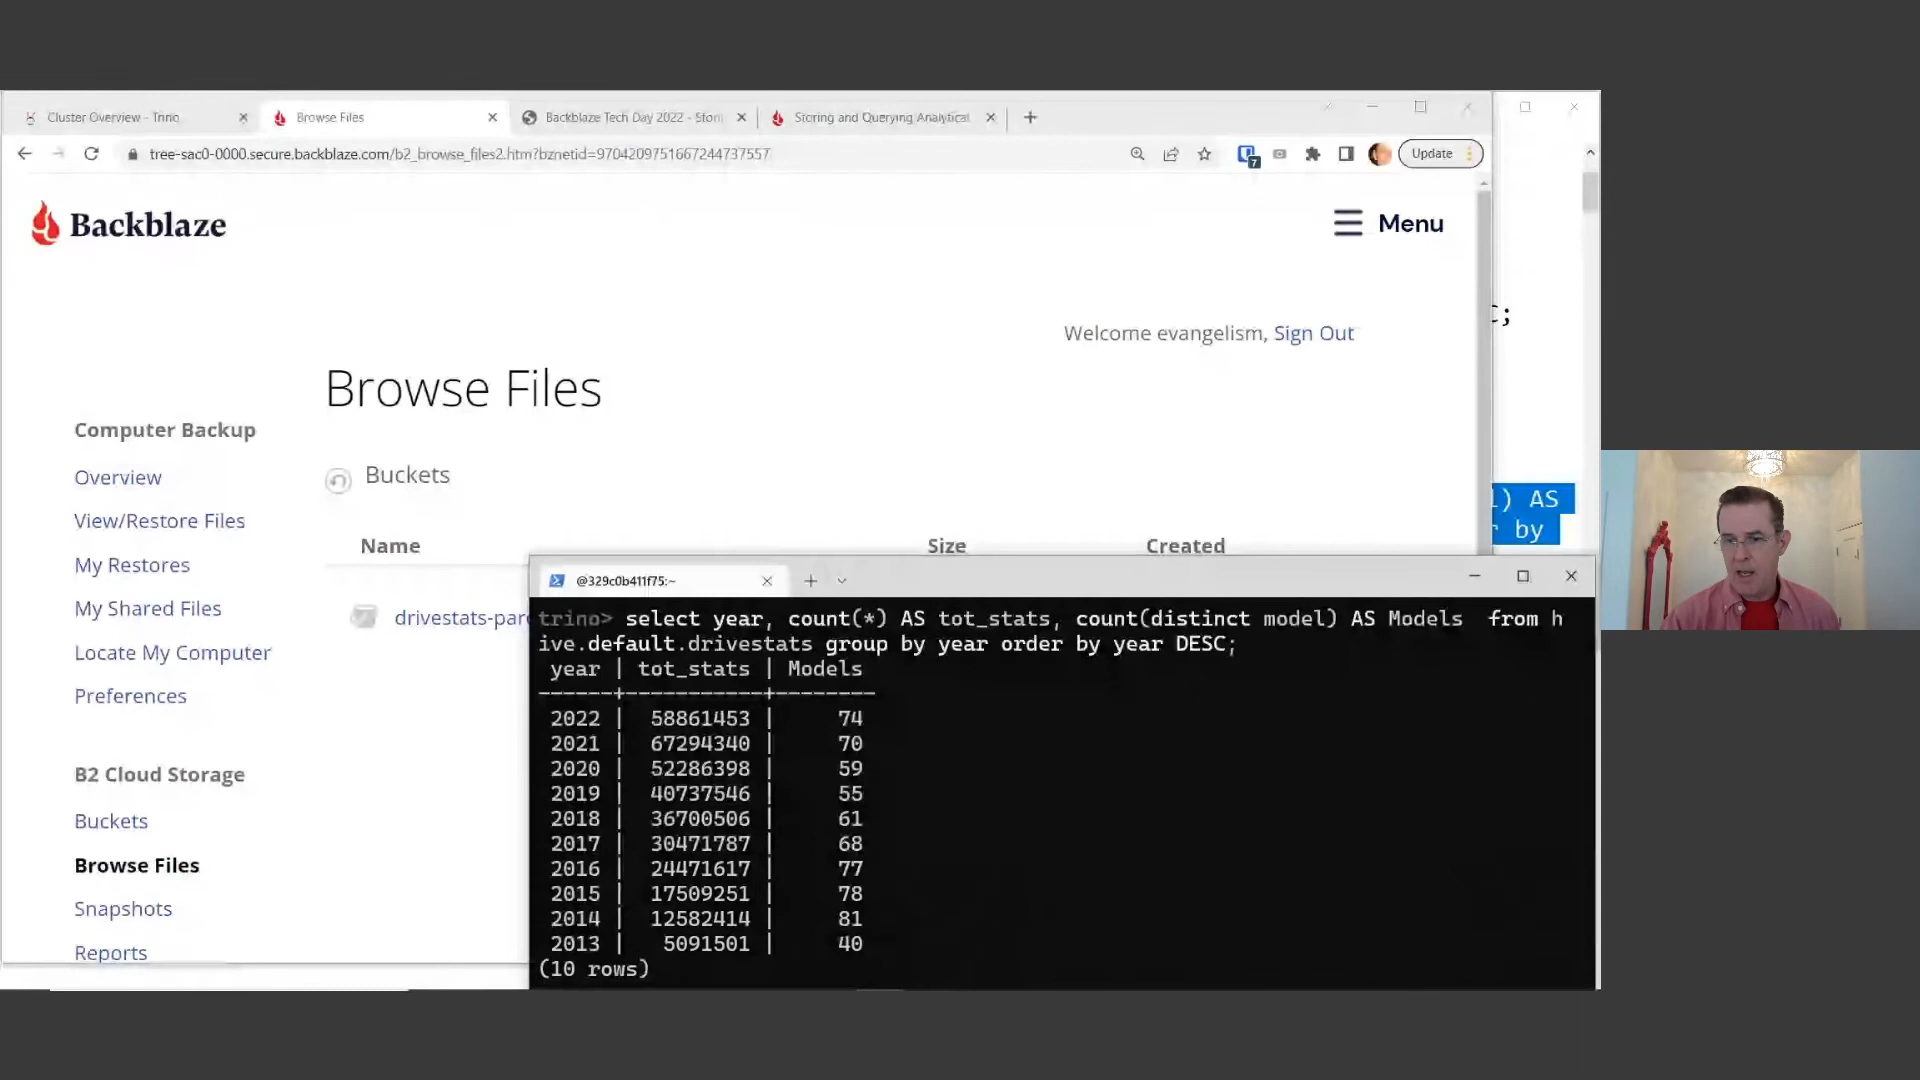 Cluster Overview - Trino
Browse Files
Backblaze Tech Day 2022 - Stori
Storing and Querying Analytical
tree-sac0-0000.secure.backblaze.com/b2_browse_files2.htm?bznetid=9704209751667244737557
7
Update
Backblaze
Menu
C;
Welcome evangelism, Sign Out
Browse Files
Computer Backup
Overview
View/Restore Files
My Restores
My Shared Files
Locate My Computer
Preferences
B2 Cloud Storage
Buckets
Browse Files
Snapshots
Reports
Buckets
Name Size Created
drivestats-parq
l) AS
r by
@329c0b411f75:~
trino> select year, count(*) AS tot_stats, count(distinct model) AS Models  from h
ive.default.drivestats group by year order by year DESC;
year | tot_stats | Models
------+-----------+--------
2022 | 58861453 | 74
2021 | 67294340 | 70
2020 | 52286398 | 59
2019 | 40737546 | 55
2018 | 36700506 | 61
2017 | 30471787 | 68
2016 | 24471617 | 77
2015 | 17509251 | 78
2014 | 12582414 | 81
2013 | 5091501 | 40
(10 rows)